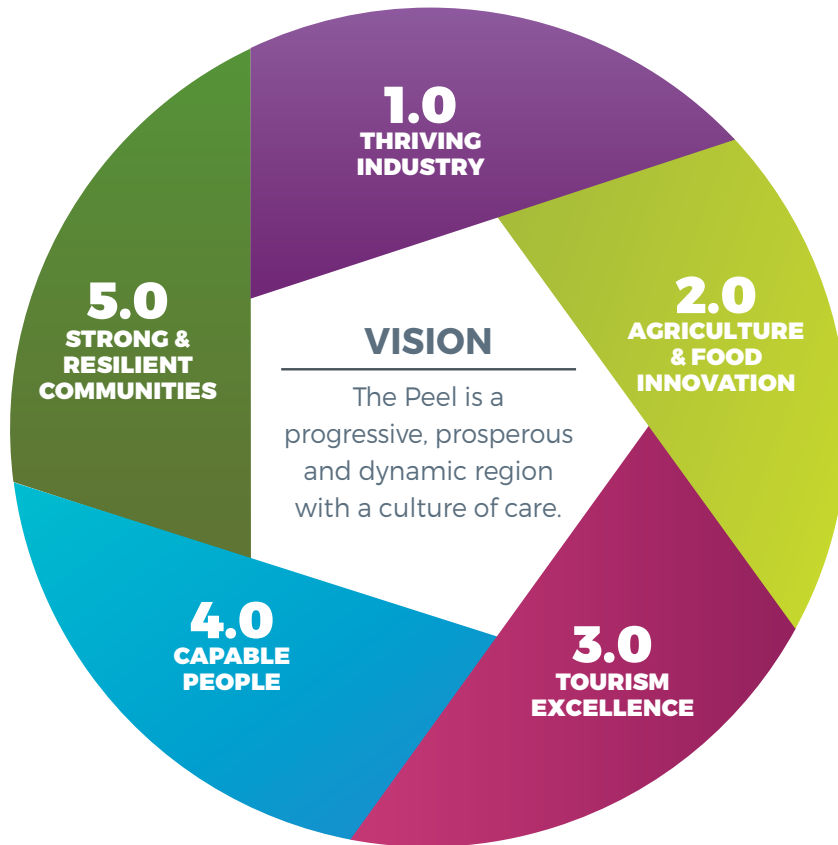 1.0
THRIVING
INDUSTRY
2.0
AGRICULTURE
& FOOD
INNOVATION
3.0
TOURISM
EXCELLENCE
4.0
CAPABLE
PEOPLE
5.0
STRONG &
RESILIENT
COMMUNITIES
VISION
The Peel is a
progressive, prosperous
and dynamic region
with a culture of care.